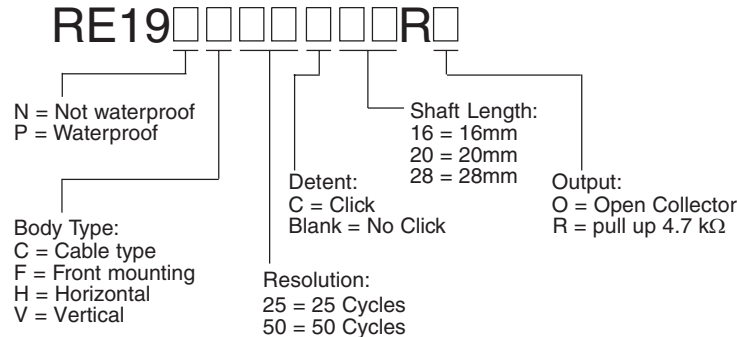 RE19□□□□□□□R□
N = Not waterproof
P = Waterproof
Body Type:
C = Cable type
F = Front mounting
H = Horizontal
V = Vertical
Resolution:
25 = 25 Cycles
50 = 50 Cycles
Detent:
C = Click
Blank = No Click
Shaft Length:
16 = 16mm
20 = 20mm
28 = 28mm
Output:
O = Open Collector
R = pull up 4.7 kΩ